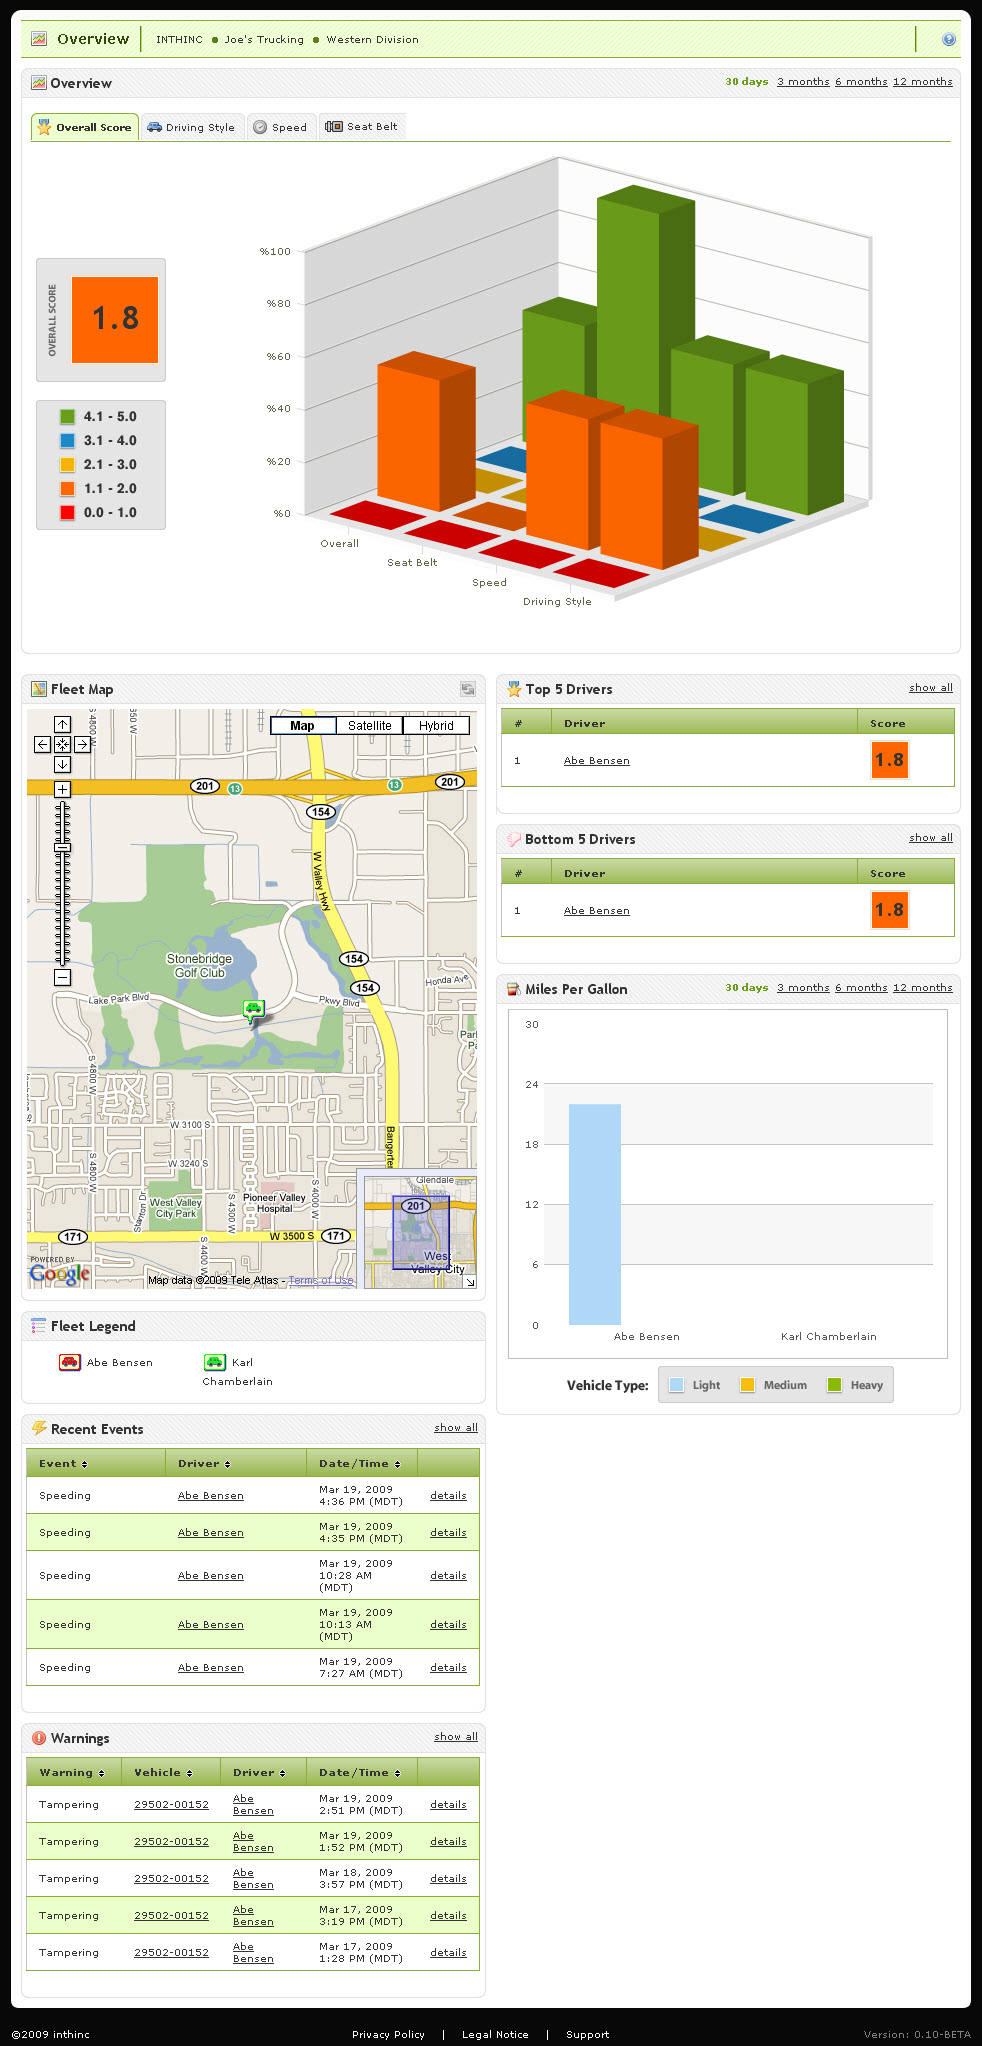 Overview
INTHINC ● Joe's Trucking ● Western Division
Overview
30 days 3 months 6 months 12 months
Overall Score
Driving Style
Speed
Seat Belt
OVERALL SCORE
1.8
4.1 - 5.0
3.1 - 4.0
2.1 - 3.0
1.1 - 2.0
0.0 - 1.0
%100
%80
%60
%40
%20
%0
Overall
Seat Belt
Speed
Driving Style
Fleet Map
Map Satellite Hybrid
S 4800 W
201 13 13 201
154
W Valley Hwy
Stonebridge
Golf Club
154
154
Honda Ave
Lake Park Blvd
Pkwy Blvd
S 4800 W
W 3100 S
Bangerter
W 3240 S
S 4800 W
Stanton Dr
West Valley
City Park
S 4300 W
Pioneer Valley
Hospital
S 4000 W
171
W 3500 S
171
S 4400 W
Glendale
201
West
Valley City
POWERED BY
Google
Map data ©2009 Tele Atlas - Terms of Use
Top 5 Drivers
show all
# Driver Score
1 Abe Bensen 1.8
Bottom 5 Drivers
show all
# Driver Score
1 Abe Bensen 1.8
Miles Per Gallon
30 days 3 months 6 months 12 months
30
24
18
12
6
0
Abe Bensen Karl Chamberlain
Vehicle Type: Light Medium Heavy
Fleet Legend
Abe Bensen
Karl
Chamberlain
Recent Events
show all
Event Driver Date/Time
Speeding Abe Bensen Mar 19, 2009
4:36 PM (MDT) details
Speeding Abe Bensen Mar 19, 2009
4:35 PM (MDT) details
Speeding Abe Bensen Mar 19, 2009
10:28 AM
(MDT) details
Speeding Abe Bensen Mar 19, 2009
10:13 AM
(MDT) details
Speeding Abe Bensen Mar 19, 2009
7:27 AM (MDT) details
Warnings
show all
Warning Vehicle Driver Date/Time
Tampering 29502-00152 Abe
Bensen Mar 19, 2009
2:51 PM (MDT) details
Tampering 29502-00152 Abe
Bensen Mar 19, 2009
1:52 PM (MDT) details
Tampering 29502-00152 Abe
Bensen Mar 18, 2009
3:57 PM (MDT) details
Tampering 29502-00152 Abe
Bensen Mar 17, 2009
3:19 PM (MDT) details
Tampering 29502-00152 Abe
Bensen Mar 17, 2009
1:28 PM (MDT) details
©2009 inthinc
Privacy Policy | Legal Notice | Support
Version: 0.10-BETA